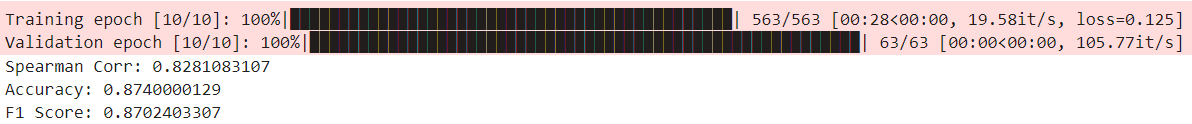 Training epoch [10/10]: 100%|██████████| 563/563 [00:28<00:00, 19.58it/s, loss=0.125]
Validation epoch [10/10]: 100%|██████████| 63/63 [00:00<00:00, 105.77it/s]
Spearman Corr: 0.8281083107
Accuracy: 0.8740000129
F1 Score: 0.8702403307